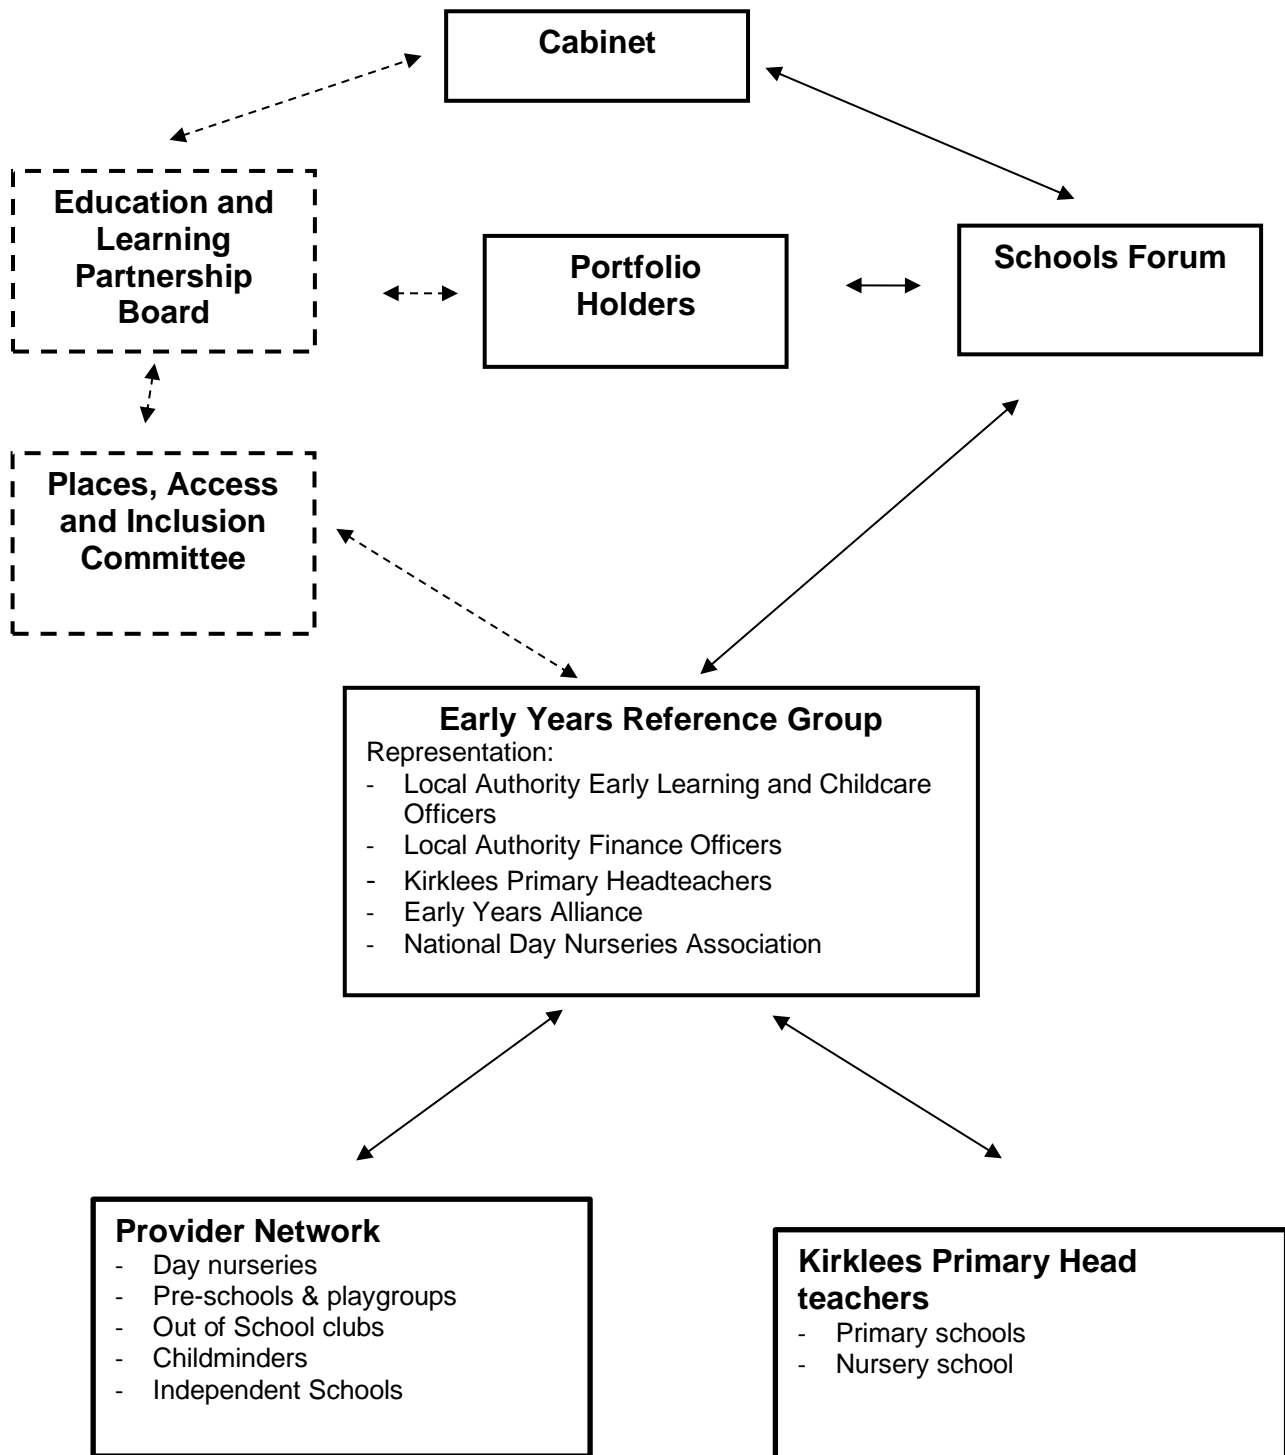 Cabinet
Education and
Learning
Partnership
Board
Portfolio
Holders
Schools Forum
Places, Access
and Inclusion
Committee
Early Years Reference Group
Representation:
- Local Authority Early Learning and Childcare
Officers
- Local Authority Finance Officers
- Kirklees Primary Headteachers
- Early Years Alliance
- National Day Nurseries Association
Provider Network
- Day nurseries
- Pre-schools & playgroups
- Out of School clubs
- Childminders
- Independent Schools
Kirklees Primary Head
teachers
- Primary schools
- Nursery school